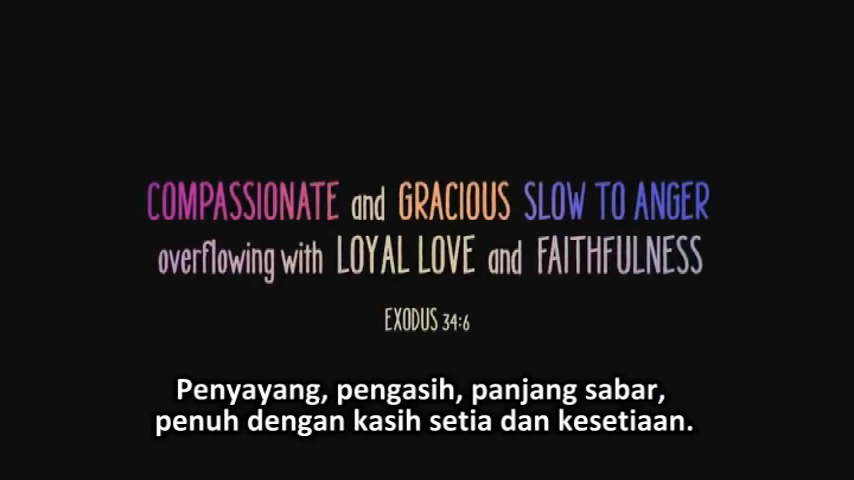 COMPASSIONATE and GRACIOUS SLOW TO ANGER
overflowing with LOYAL LOVE and FAITHFULNESS
EXODUS 34:6
Penyayang, pengasih, panjang sabar,
penuh dengan kasih setia dan kesetiaan.